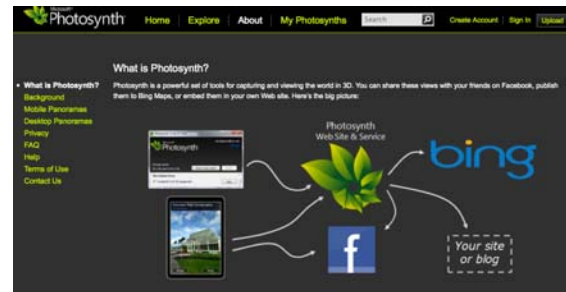 Microsoft®
Photosynth
Home Explore About My Photosynths Search Create Account Sign In Upload
What is Photosynth?
Photosynth is a powerful set of tools for capturing and viewing the world in 3D. You can share these views with your friends on Facebook, publish
them to Bing Maps, or embed them in your own Web site. Here's the big picture:
What is Photosynth?
Background
Mobile Panoramas
Desktop Panoramas
Privacy
FAQ
Help
Terms of Use
Contact Us
Photosynth
Photosynth
Web Site & Service
bing
f
Your site
or blog